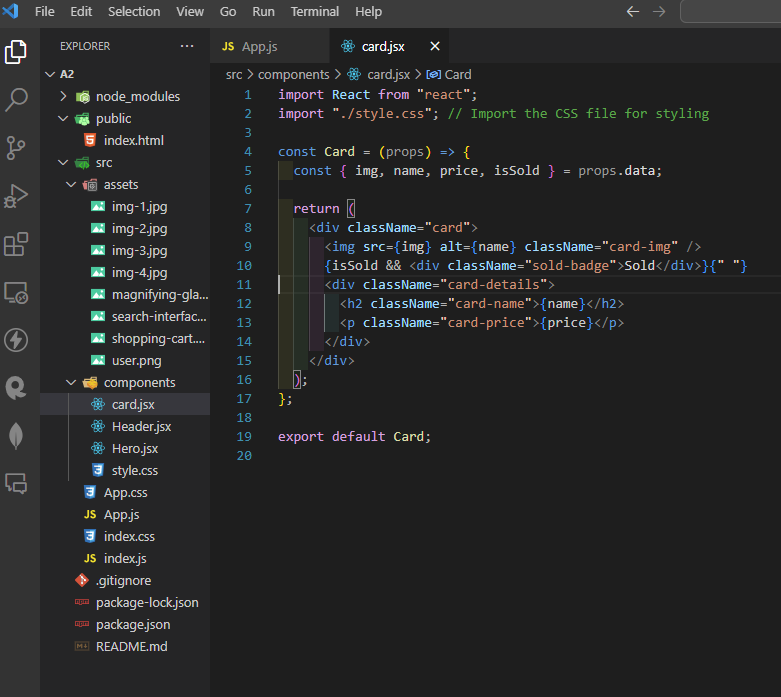 File Edit Selection View Go Run Terminal Help
EXPLORER ...
JS App.js
card.jsx
A2
src > components > card.jsx > Card
node_modules
public
index.html
src
assets
img-1.jpg
img-2.jpg
img-3.jpg
img-4.jpg
magnifying-gla...
search-interfac...
shopping-cart....
user.png
components
card.jsx
Header.jsx
Hero.jsx
style.css
App.css
JS App.js
index.css
JS index.js
.gitignore
package-lock.json
package.json
README.md
1 import React from "react";
2 import "./style.css"; // Import the CSS file for styling
3
4 const Card = (props) => {
5 const { img, name, price, isSold } = props.data;
6
7 return (
8 <div className="card">
9 <img src={img} alt={name} className="card-img" />
10 {isSold && <div className="sold-badge">Sold</div>}{" "}
11 <div className="card-details">
12 <h2 className="card-name">{name}</h2>
13 <p className="card-price">{price}</p>
14 </div>
15 </div>
16 );
17 };
18
19 export default Card;
20